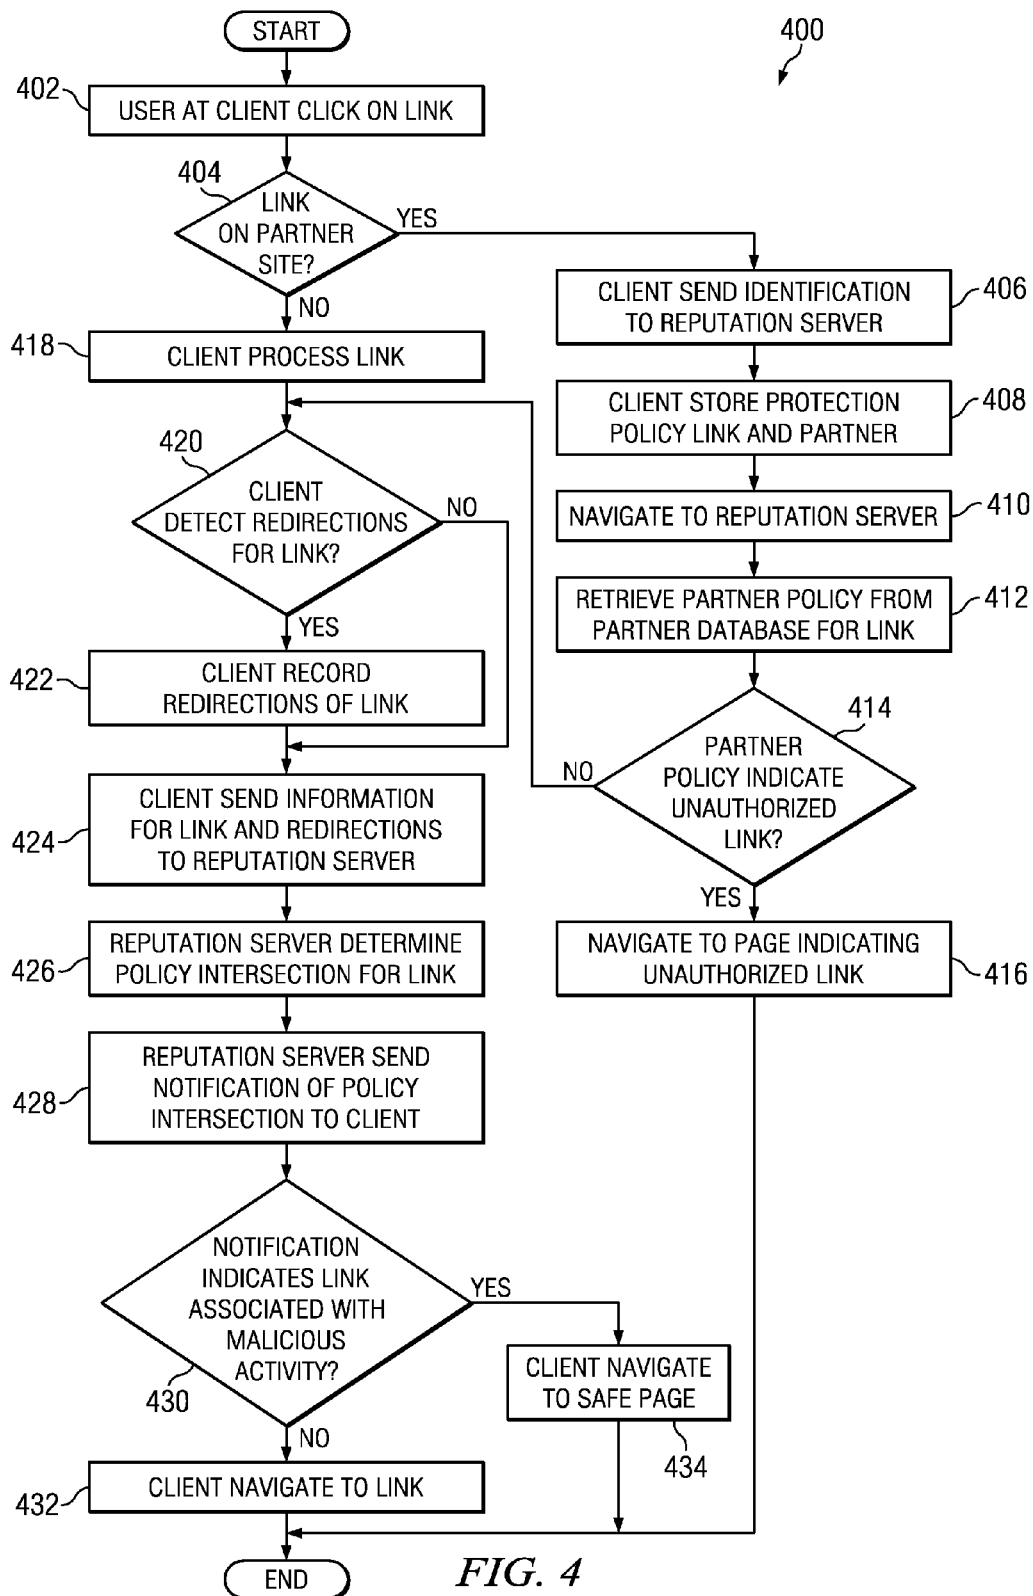 START
400
402
USER AT CLIENT CLICK ON LINK
404
LINK
ON PARTNER
SITE?
YES
NO
406
CLIENT SEND IDENTIFICATION
TO REPUTATION SERVER
418
CLIENT PROCESS LINK
408
CLIENT STORE PROTECTION
POLICY LINK AND PARTNER
420
CLIENT
DETECT REDIRECTIONS
FOR LINK?
NO
YES
410
NAVIGATE TO REPUTATION SERVER
412
RETRIEVE PARTNER POLICY FROM
PARTNER DATABASE FOR LINK
422
CLIENT RECORD
REDIRECTIONS OF LINK
414
PARTNER
POLICY INDICATE
UNAUTHORIZED
LINK?
NO
YES
424
CLIENT SEND INFORMATION
FOR LINK AND REDIRECTIONS
TO REPUTATION SERVER
426
REPUTATION SERVER DETERMINE
POLICY INTERSECTION FOR LINK
NAVIGATE TO PAGE INDICATING
UNAUTHORIZED LINK
416
428
REPUTATION SERVER SEND
NOTIFICATION OF POLICY
INTERSECTION TO CLIENT
NOTIFICATION
INDICATES LINK
ASSOCIATED WITH
MALICIOUS
ACTIVITY?
430
YES
NO
CLIENT NAVIGATE
TO SAFE PAGE
434
432
CLIENT NAVIGATE TO LINK
END
FIG. 4